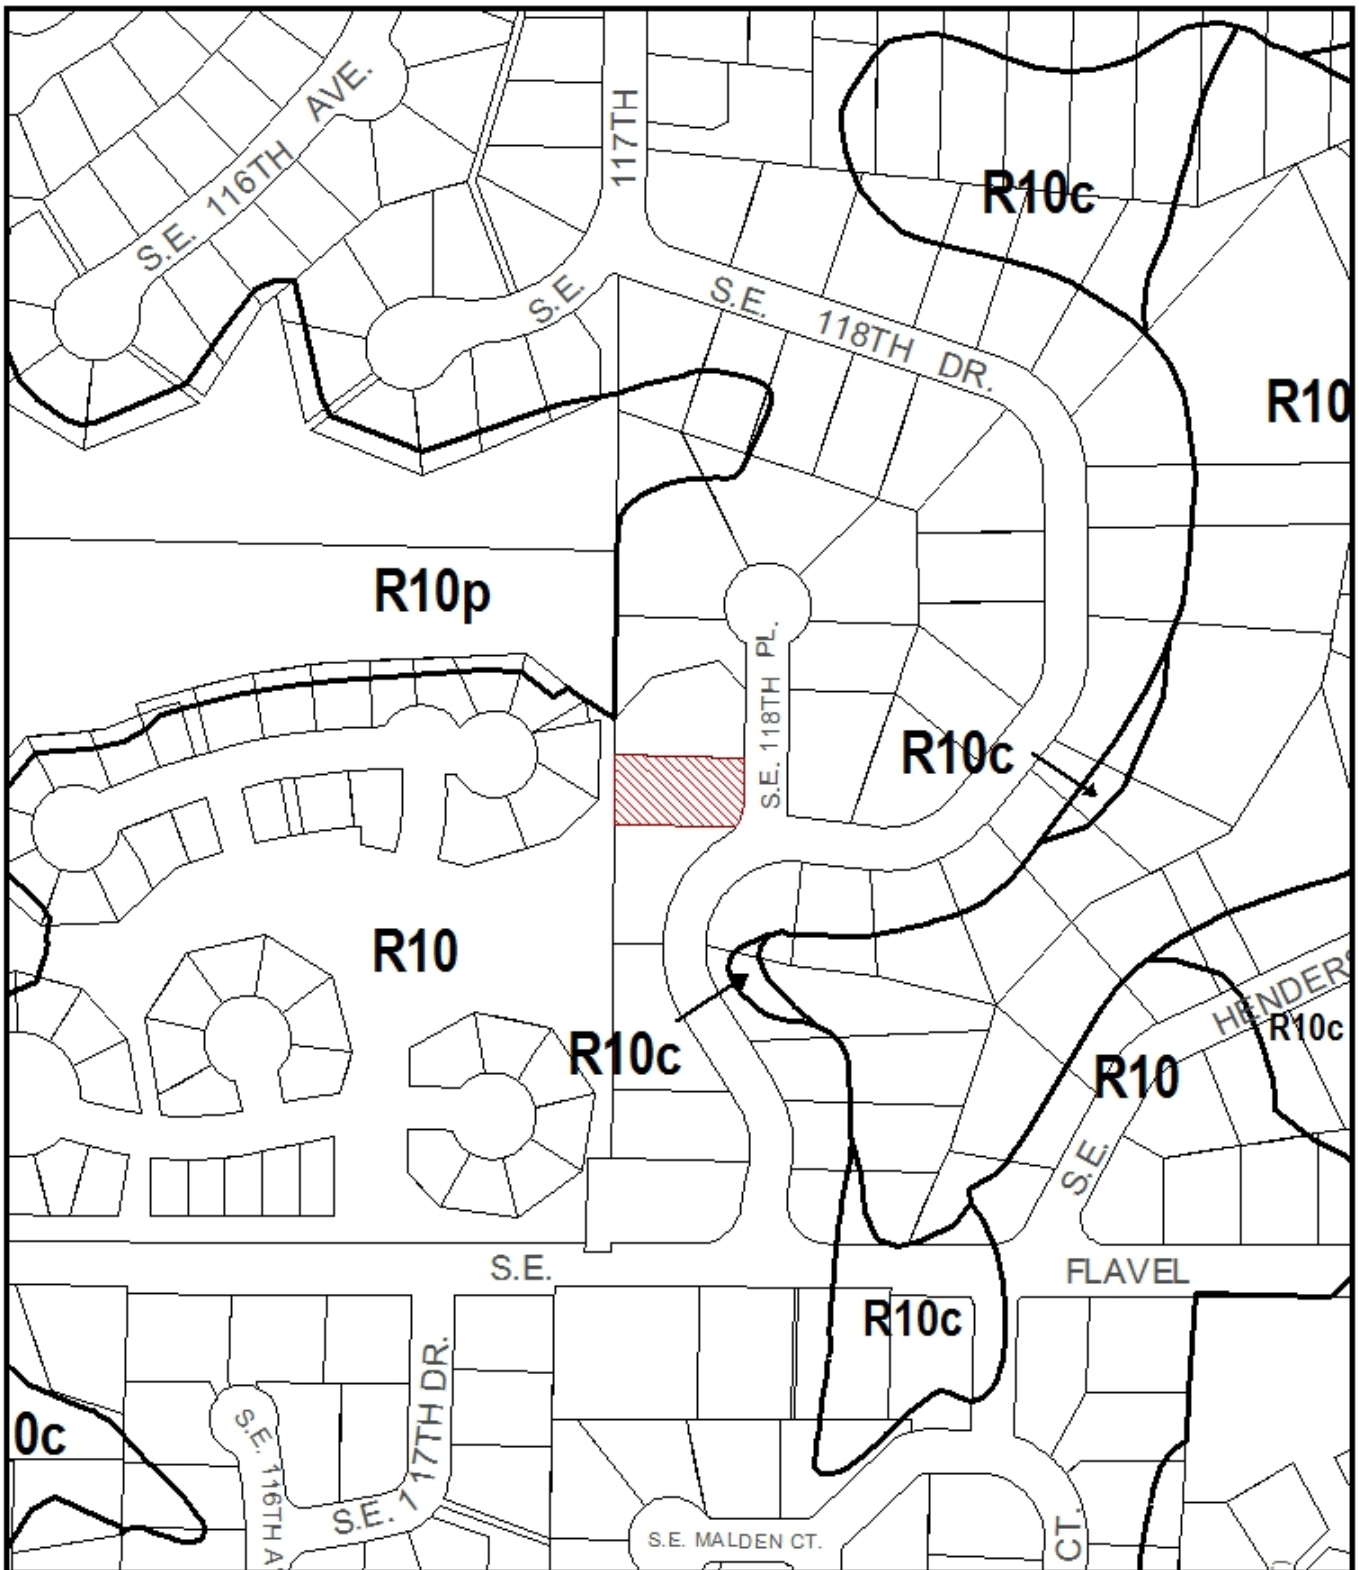 S.E. 116TH AVE.
117TH
S.E.
S.E. 118TH DR.
R10c
R10
R10p
S.E. 118TH PL.
R10c
R10
R10c
HENDERS
R10c
R10
S.E.
S.E.
FLAVEL
R10c
S.E. 117TH DR.
0c
S.E. 116TH A
S.E. MALDEN CT.
CT.